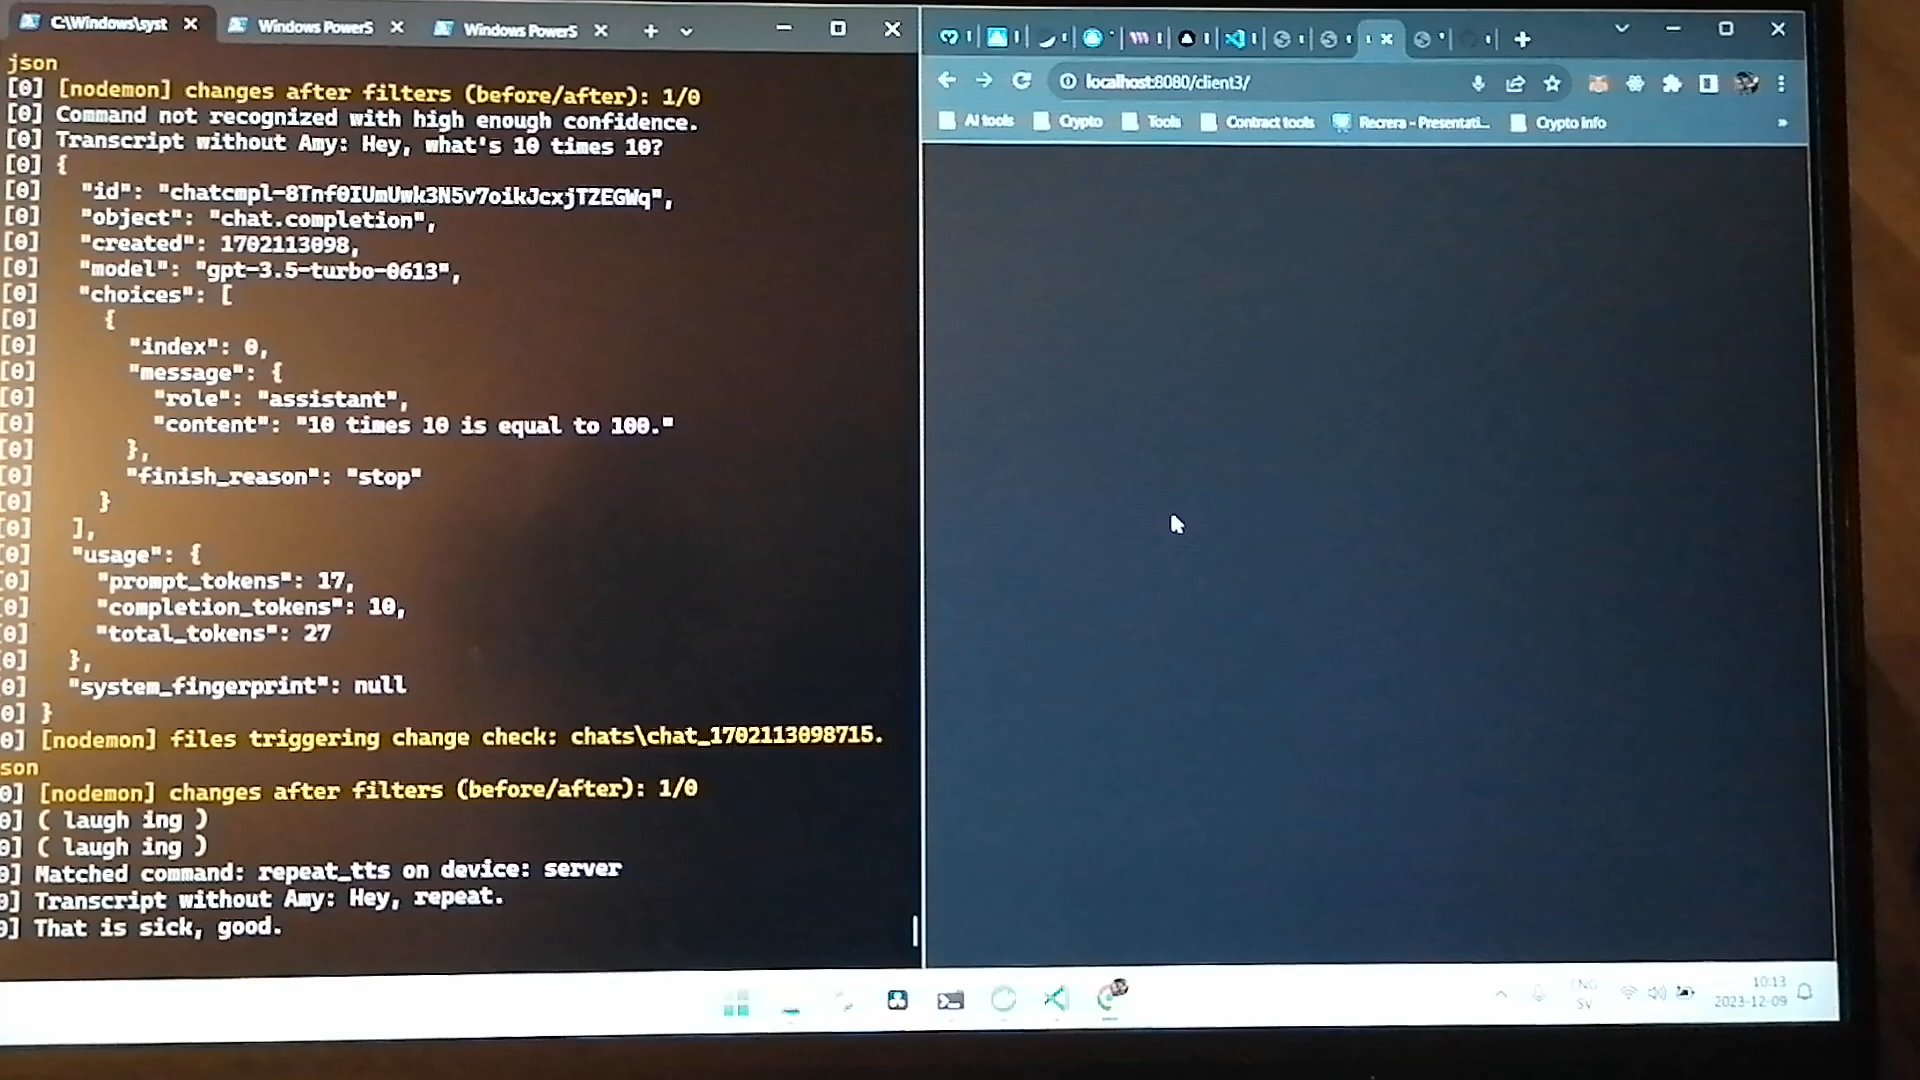 C:\Windows\syst
Windows PowerS
Windows PowerS
json
[0] [nodemon] changes after filters (before/after): 1/0
[0] Command not recognized with high enough confidence.
[0] Transcript without Amy: Hey, what's 10 times 10?
[0] {
[0] "id": "chatcmpl-8Tnf0IUmUwk3N5v7oikJcxjTZEGWq",
[0] "object": "chat.completion",
[0] "created": 1702113098,
[0] "model": "gpt-3.5-turbo-0613",
[0] "choices": [
[0] {
[0] "index": 0,
[0] "message": {
[0] "role": "assistant",
[0] "content": "10 times 10 is equal to 100."
[0] },
[0] "finish_reason": "stop"
[0] }
[0] ],
[0] "usage": {
[0] "prompt_tokens": 17,
[0] "completion_tokens": 10,
[0] "total_tokens": 27
0] },
0] "system_fingerprint": null
0] }
0] [nodemon] files triggering change check: chats\chat_1702113098715.
son
0] [nodemon] changes after filters (before/after): 1/0
0] ( laugh ing )
0] ( laugh ing )
0] Matched command: repeat_tts on device: server
0] Transcript without Amy: Hey, repeat.
0] That is sick, good.
localhost:8080/client3/
AI tools
Crypto
Tools
Contract tools
Recrera - Presentati...
Crypto Info
»
ENG
SV
10:13
2023-12-09